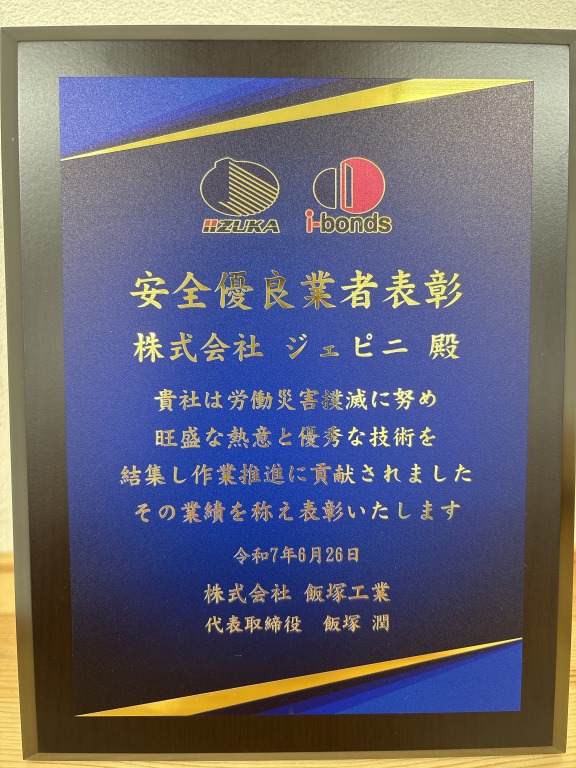 IIZUKA
i-bonds
安全優良業者表彰
株式会社 ジェピニ 殿
貴社は労働災害撲滅に努め
旺盛な熱意と優秀な技術を
結集し作業推進に貢献されました
その業績を称え表彰いたします
令和7年6月26日
株式会社 飯塚工業
代表取締役 飯塚 潤